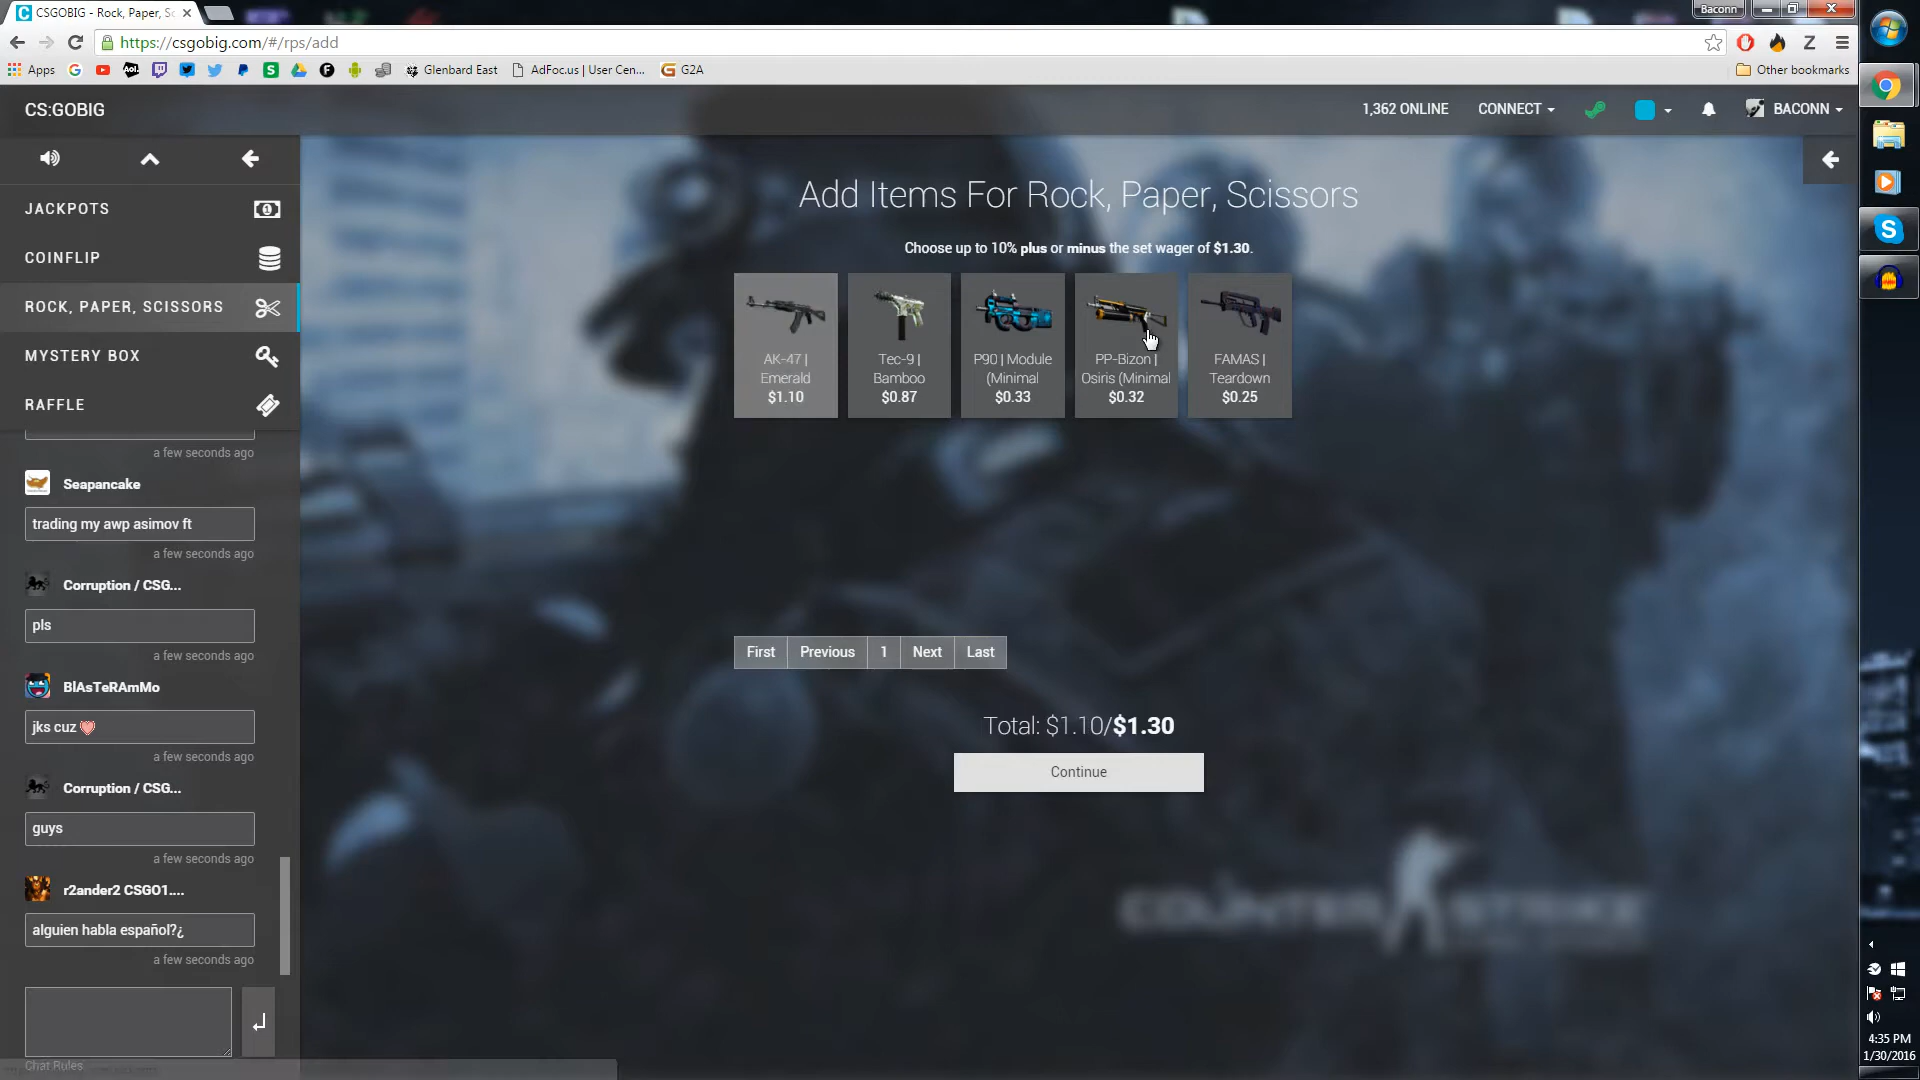 CSGOBIG - Rock, Paper, Sc
Baconn
https://csgobig.com/#/rps/add
Apps
Aol.
Glenbard East
AdFoc.us | User Cen...
G2A
Other bookmarks
CS:GOBIG
1,362 ONLINE
CONNECT
BACONN
JACKPOTS
COINFLIP
ROCK, PAPER, SCISSORS
MYSTERY BOX
RAFFLE
Add Items For Rock, Paper, Scissors
Choose up to 10% plus or minus the set wager of $1.30.
AK-47 |
Emerald
$1.10
Tec-9 |
Bamboo
$0.87
P90 | Module
(Minimal
$0.33
PP-Bizon |
Osiris (Minimal
$0.32
FAMAS |
Teardown
$0.25
First Previous 1 Next Last
Total: $1.10/$1.30
Continue
a few seconds ago
Seapancake
trading my awp asimov ft
a few seconds ago
Corruption / CSG...
pls
a few seconds ago
BlAsTeRAmMo
jks cuz
a few seconds ago
Corruption / CSG...
guys
a few seconds ago
r2ander2 CSGO1....
alguien habla español?¿
a few seconds ago
Chat Rules
COUNTER STRIKE
4:35 PM
1/30/2016